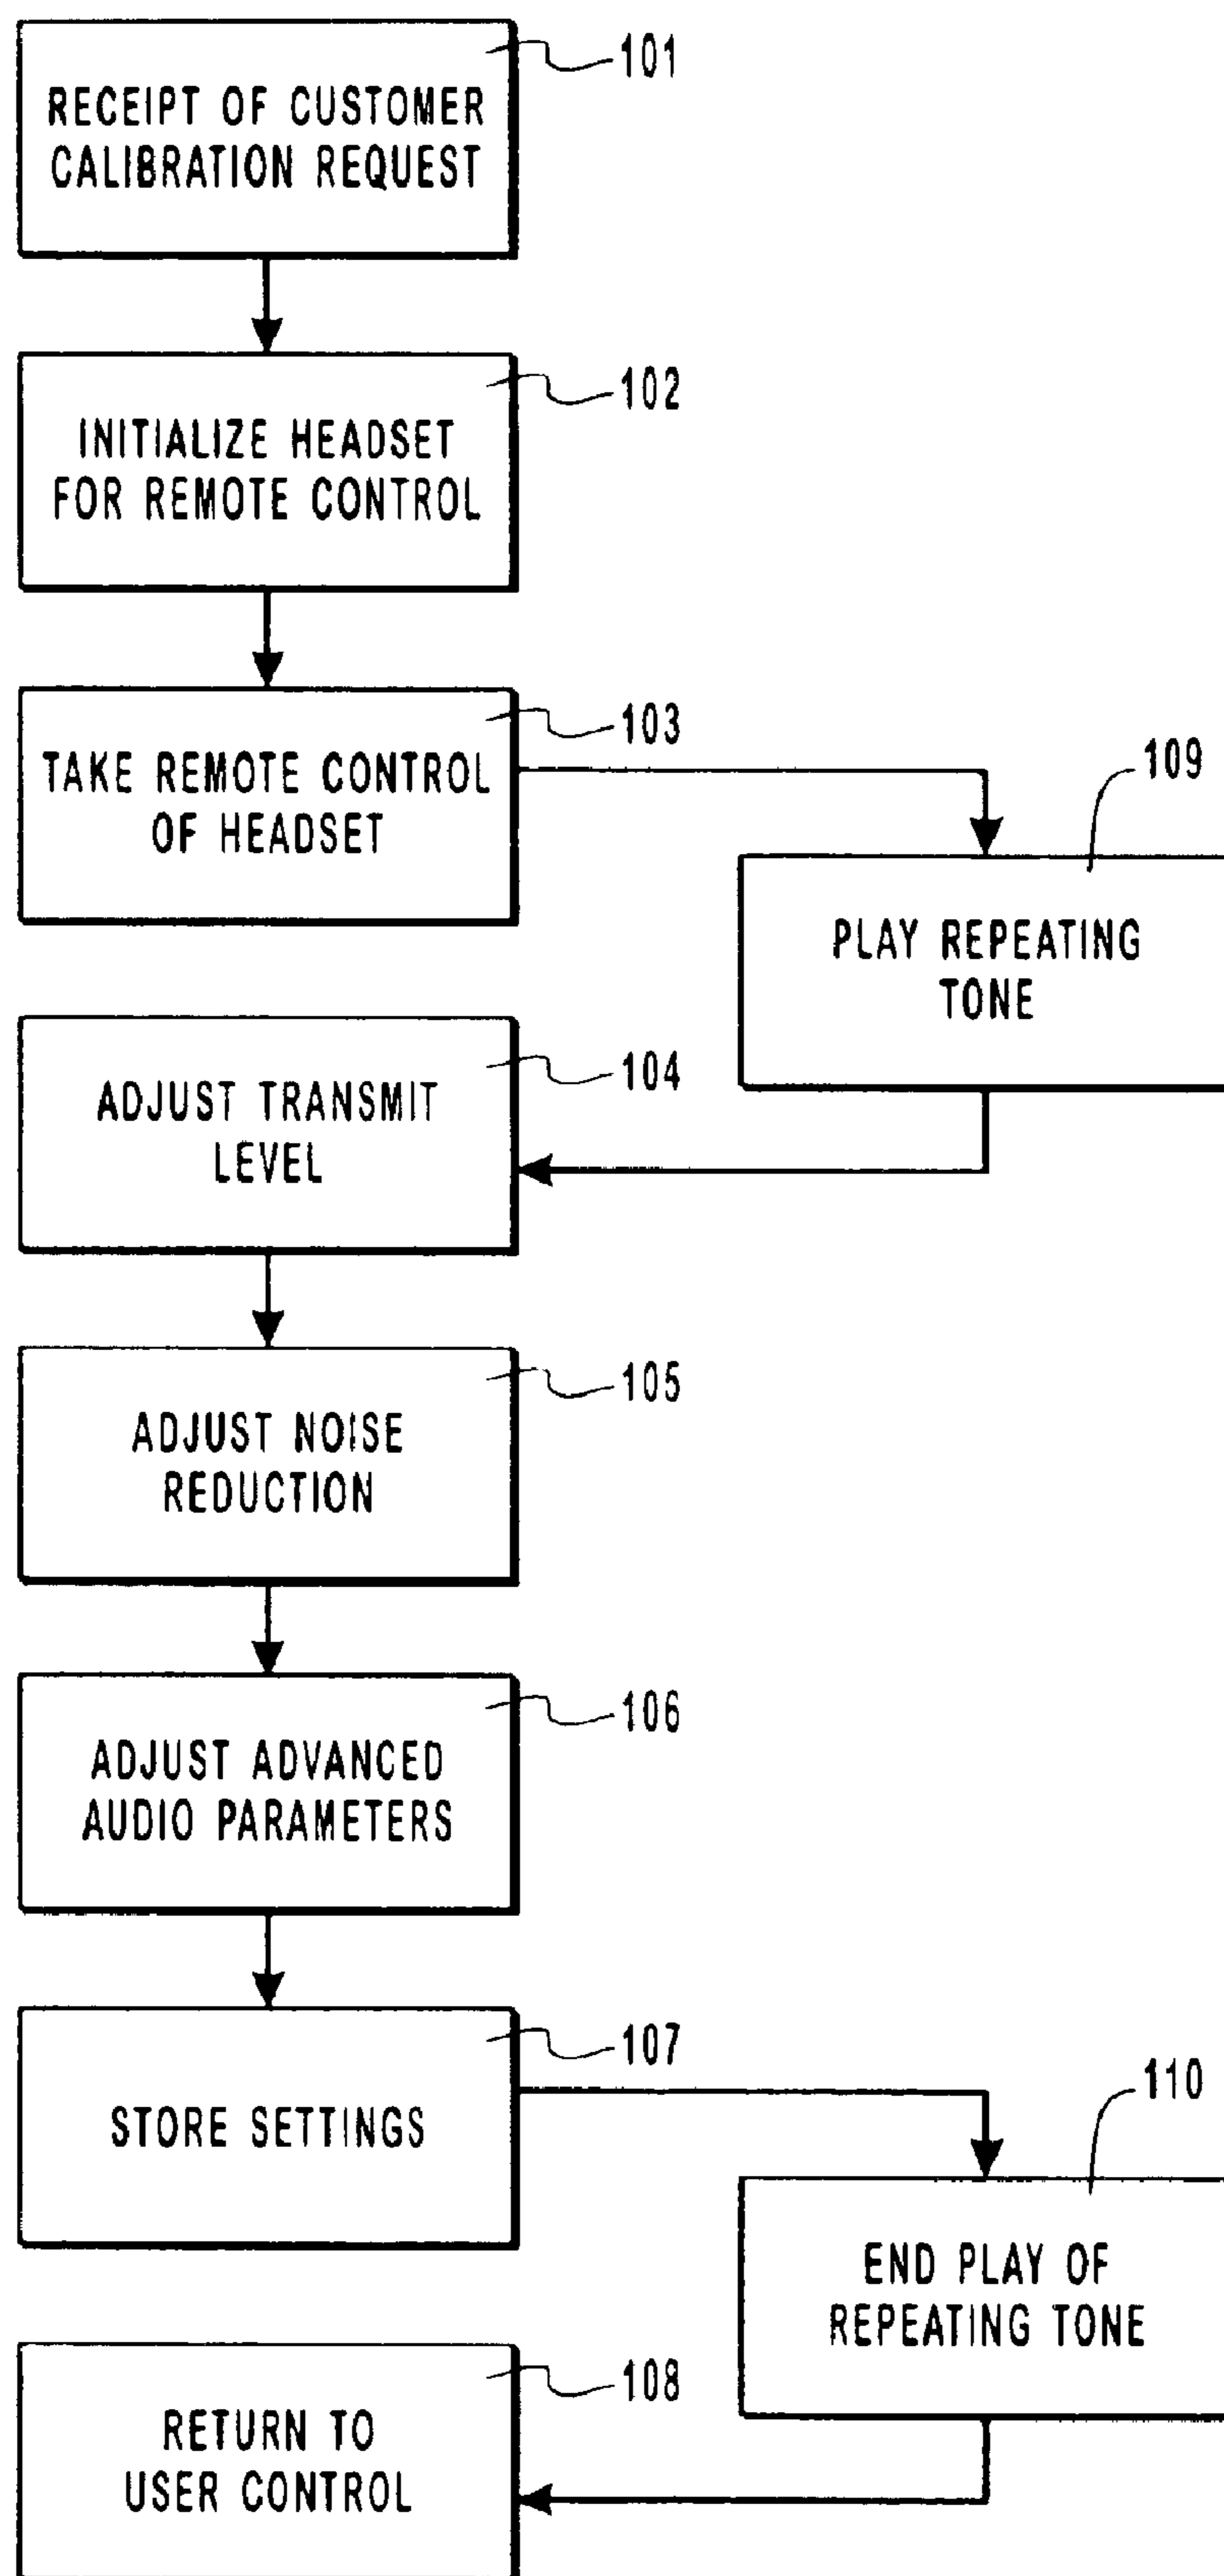 101
RECEIPT OF CUSTOMER
CALIBRATION REQUEST
102
INITIALIZE HEADSET
FOR REMOTE CONTROL
103
TAKE REMOTE CONTROL
OF HEADSET
109
PLAY REPEATING
TONE
104
ADJUST TRANSMIT
LEVEL
105
ADJUST NOISE
REDUCTION
106
ADJUST ADVANCED
AUDIO PARAMETERS
107
STORE SETTINGS
110
END PLAY OF
REPEATING TONE
108
RETURN TO
USER CONTROL